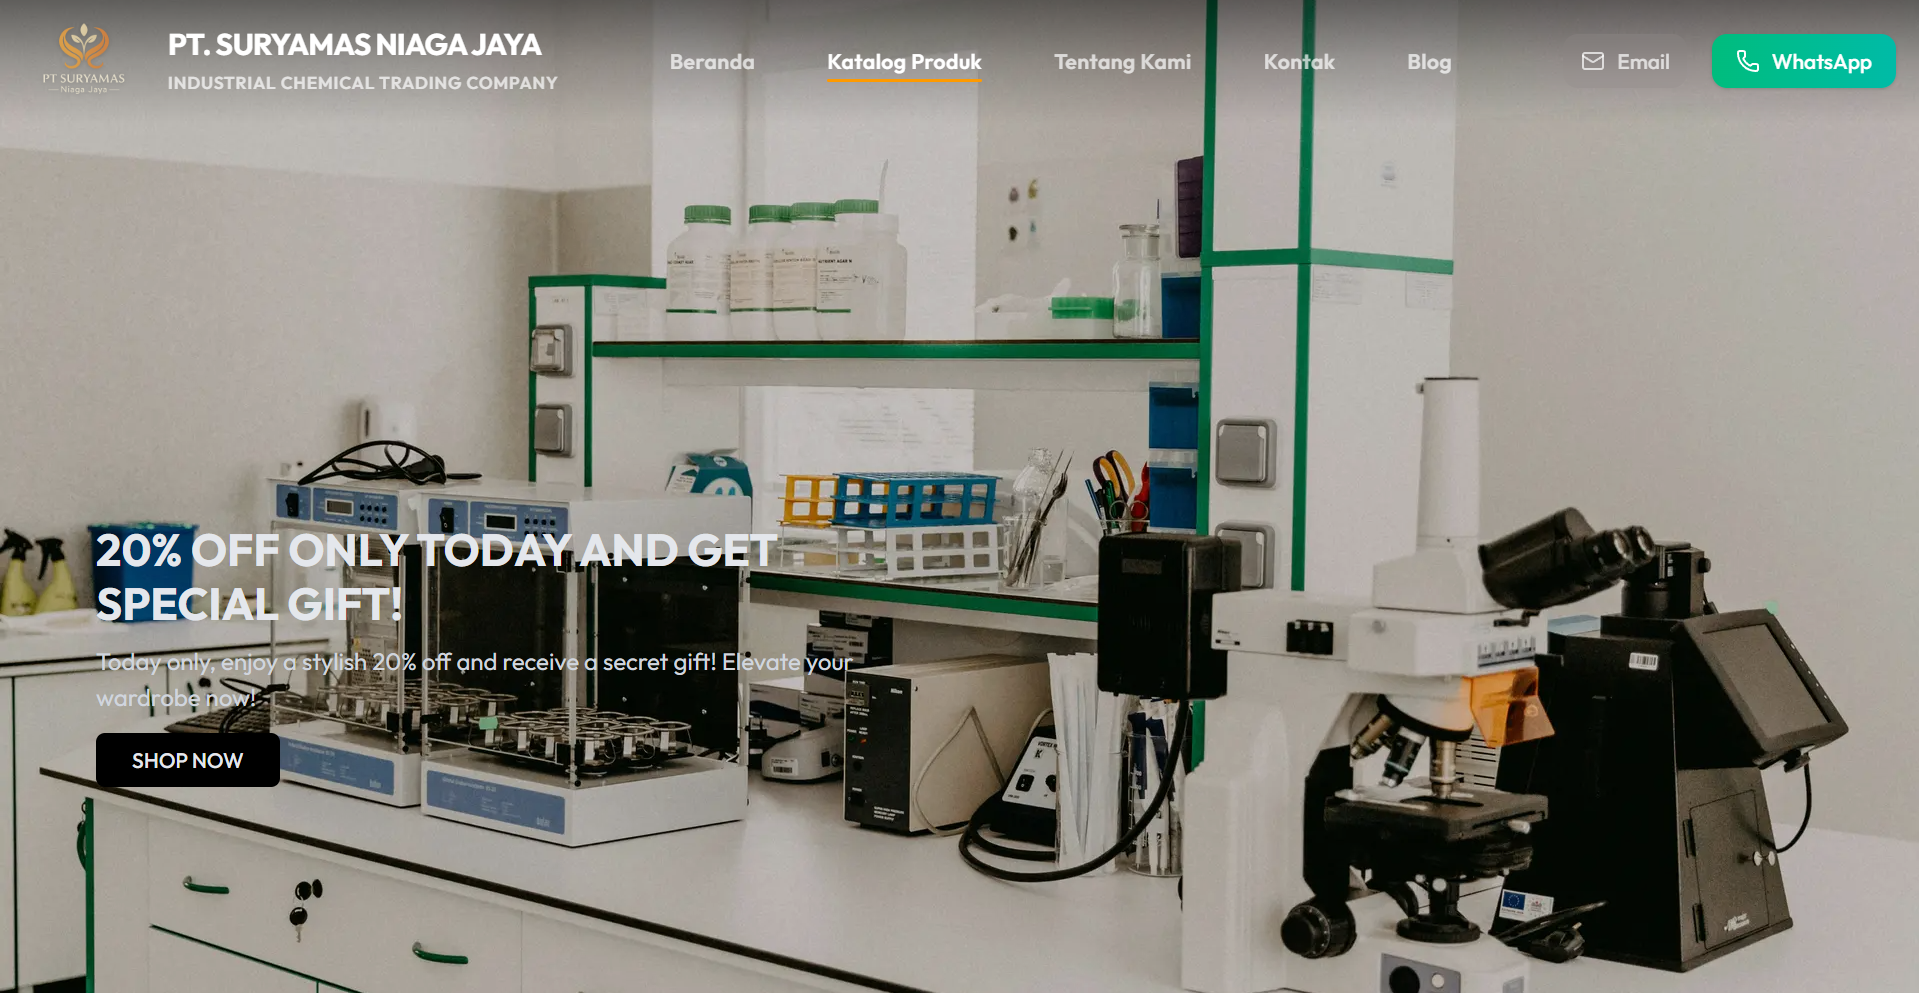 PT SURYAMAS
Niaga Jaya
PT. SURYAMAS NIAGA JAYA
INDUSTRIAL CHEMICAL TRADING COMPANY
Beranda
Katalog Produk
Tentang Kami
Kontak
Blog
Email
WhatsApp
20% OFF ONLY TODAY AND GET
SPECIAL GIFT!
Today only, enjoy a stylish 20% off and receive a secret gift! Elevate your
wardrobe now!
SHOP NOW